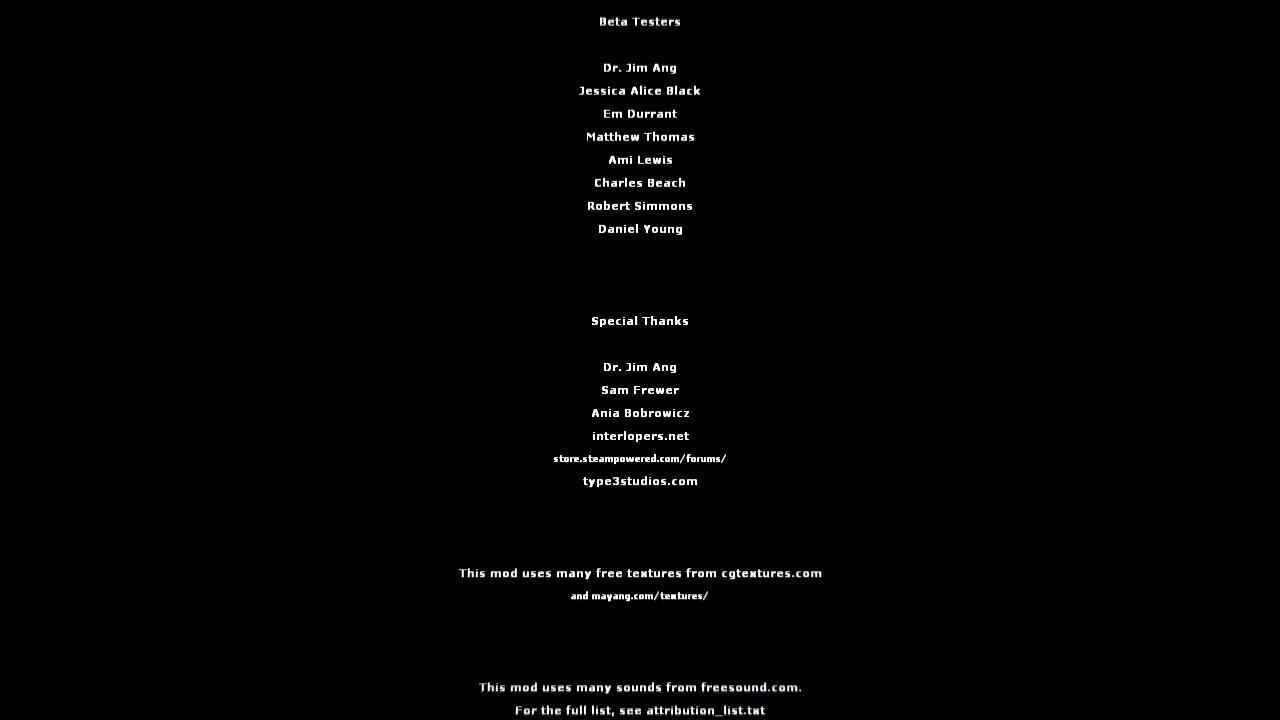 Beta Testers
Dr. Jim Ang
Jessica Alice Black
Em Durrant
Matthew Thomas
Ami Lewis
Charles Beach
Robert Simmons
Daniel Young
Special Thanks
Dr. Jim Ang
Sam Frewer
Ania Bobrowicz
interlopers.net
store.steampowered.com/forums/
type3studios.com
This mod uses many free textures from cgtextures.com
and mayang.com/textures/
This mod uses many sounds from freesound.com.
For the full list, see attribution_list.txt